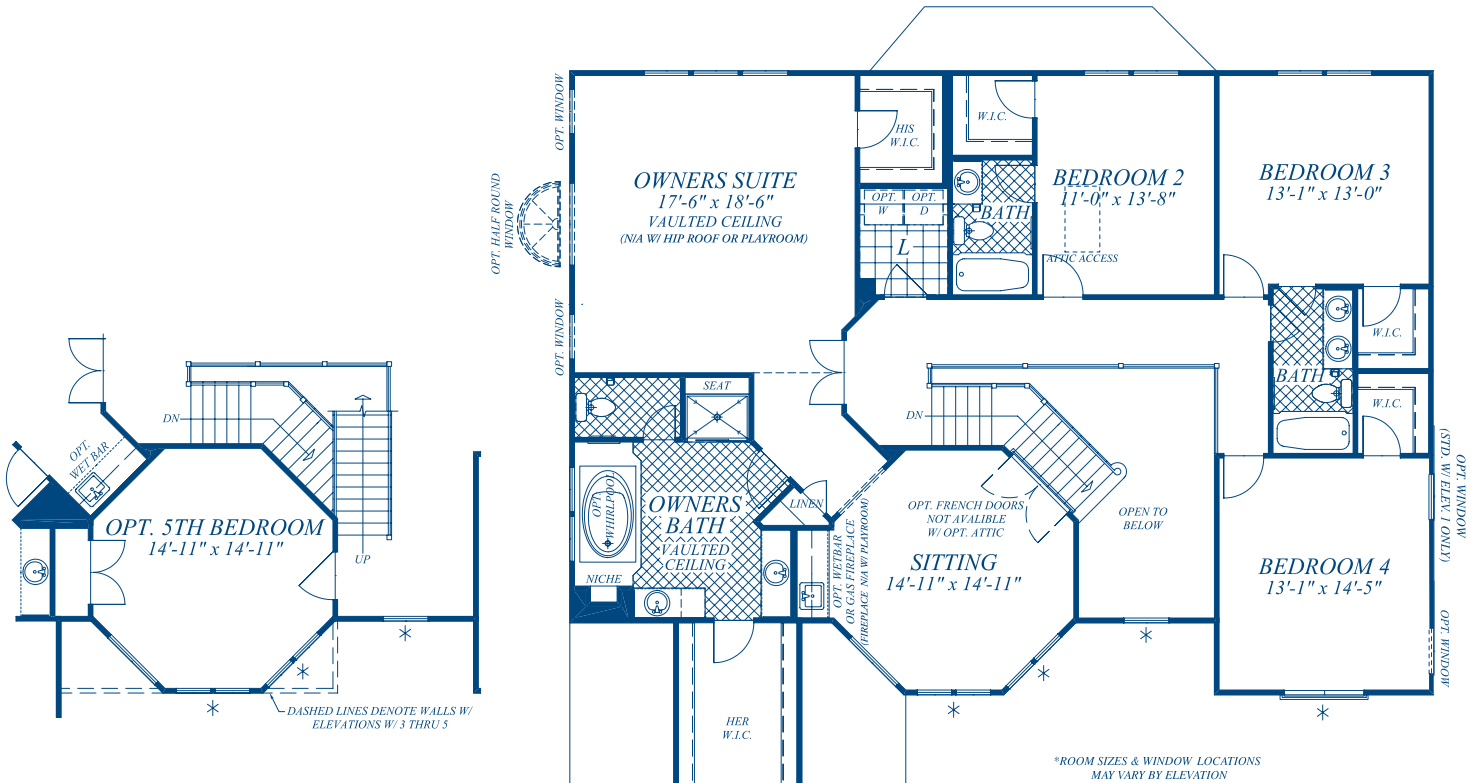 OPT. WINDOW
OPT. HALF ROUND
WINDOW
OPT. WINDOW
OWNERS SUITE
17'-6" x 18'-6"
VAULTED CEILING
(N/A W/ HIP ROOF OR PLAYROOM)
HIS
W.I.C.
OPT.
W
OPT.
D
L
W.I.C.
BATH
BEDROOM 2
11'-0" x 13'-8"
ATTIC ACCESS
BEDROOM 3
13'-1" x 13'-0"
W.I.C.
BATH
W.I.C.
SEAT
DN
OPT.
WHIRLPOOL
NICHE
OWNERS
BATH
VAULTED
CEILING
LINEN
OPT. WETBAR
OR GAS FIREPLACE
(FIREPLACE N/A W/ PLAYROOM)
OPT. FRENCH DOORS
NOT AVALIBLE
W/ OPT. ATTIC
SITTING
14'-11" x 14'-11"
OPEN TO
BELOW
BEDROOM 4
13'-1" x 14'-5"
OPT. WINDOW
(STD. W/ ELEV. 1 ONLY)
OPT. WINDOW
HER
W.I.C.
*
*
*
*
*ROOM SIZES & WINDOW LOCATIONS
MAY VARY BY ELEVATION
DN
OPT.
WET BAR
OPT. 5TH BEDROOM
14'-11" x 14'-11"
UP
*
*
*
DASHED LINES DENOTE WALLS W/
ELEVATIONS W/ 3 THRU 5